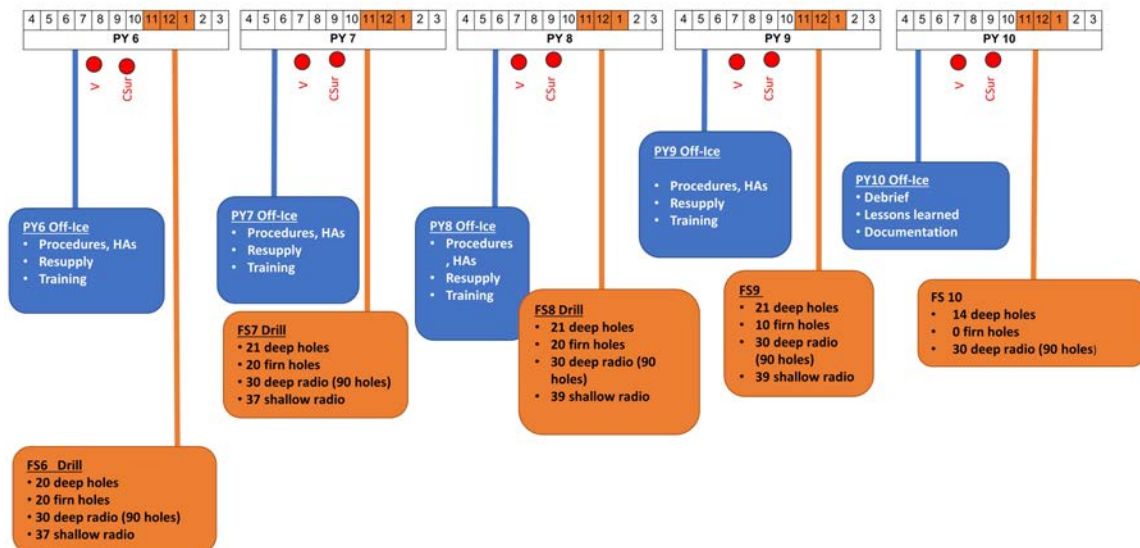 4 5 6 7 8 9 10 11 12 1 2 3
PY 6
4 5 6 7 8 9 10 11 12 1 2 3
PY 7
4 5 6 7 8 9 10 11 12 1 2 3
PY 8
4 5 6 7 8 9 10 11 12 1 2 3
PY 9
4 5 6 7 8 9 10 11 12 1 2 3
PY 10
V
CSur
V
CSur
V
CSur
V
CSur
V
CSur
PY6 Off-Ice
• Procedures, HAs
• Resupply
• Training
PY7 Off-Ice
• Procedures, HAs
• Resupply
• Training
PY8 Off-Ice
• Procedures
, HAs
• Resupply
• Training
PY9 Off-Ice
• Procedures, HAs
• Resupply
• Training
PY10 Off-Ice
• Debrief
• Lessons learned
• Documentation
FS6 Drill
• 20 deep holes
• 20 firn holes
• 30 deep radio (90 holes)
• 37 shallow radio
FS7 Drill
• 21 deep holes
• 20 firn holes
• 30 deep radio (90 holes)
• 37 shallow radio
FS8 Drill
• 21 deep holes
• 20 firn holes
• 30 deep radio (90
holes)
• 39 shallow radio
FS9
• 21 deep holes
• 10 firn holes
• 30 deep radio
(90 holes)
• 39 shallow radio
FS 10
• 14 deep holes
• 0 firn holes
• 30 deep radio (90 holes)